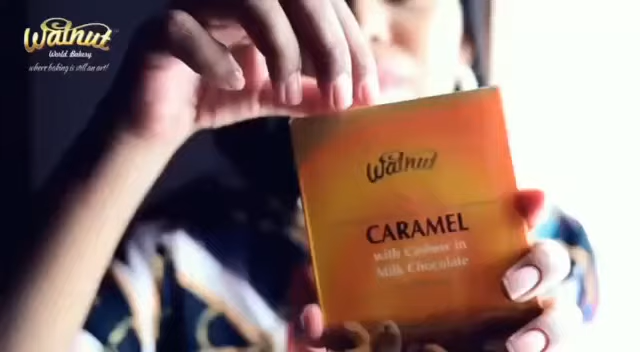 Walnut
World Bakery
where baking is still an art!
Walnut
CARAMEL
with Cashew in
Milk Chocolate